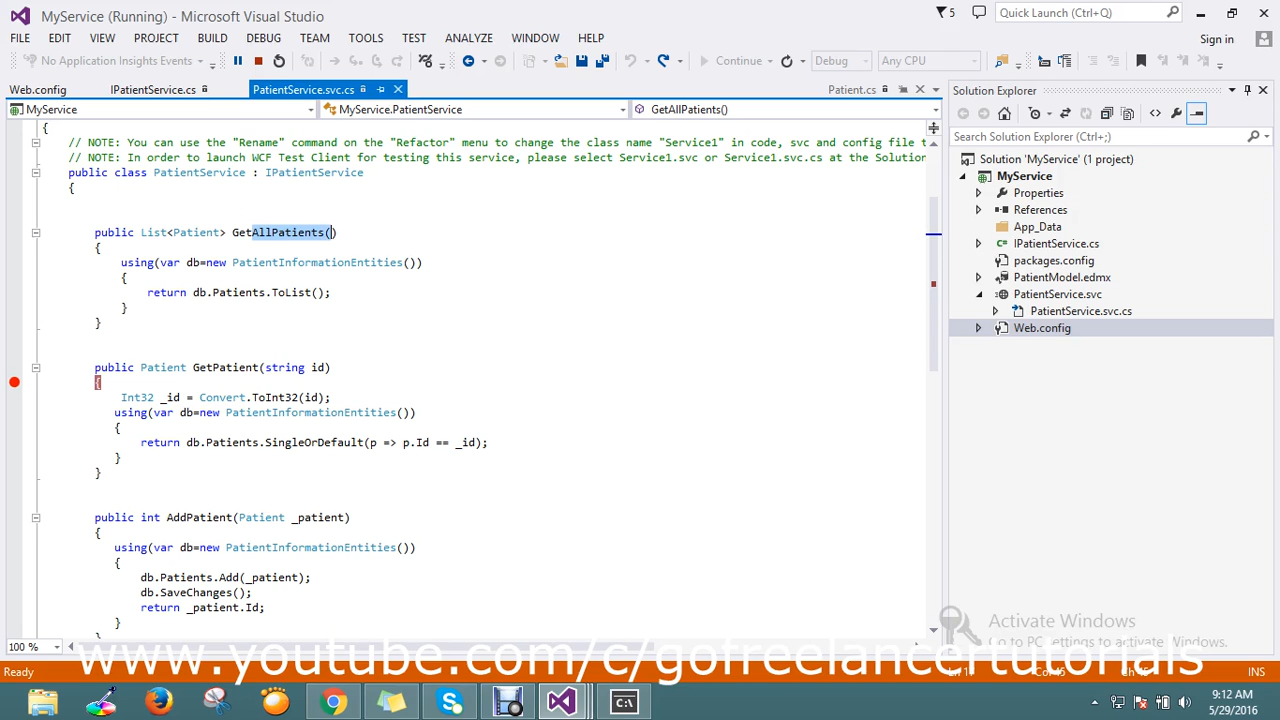 MyService (Running) - Microsoft Visual Studio
5
Quick Launch (Ctrl+Q)
FILE EDIT VIEW PROJECT BUILD DEBUG TEAM TOOLS TEST ANALYZE WINDOW HELP
Sign in
No Application Insights Events
Continue
Debug
Any CPU
Web.config IPatientService.cs PatientService.svc.cs Patient.cs
Solution Explorer
MyService MyService.PatientService GetAllPatients()
Search Solution Explorer (Ctrl+;)
Solution 'MyService' (1 project)
MyService
Properties
References
App_Data
IPatientService.cs
packages.config
PatientModel.edmx
PatientService.svc
PatientService.svc.cs
Web.config
{
// NOTE: You can use the "Rename" command on the "Refactor" menu to change the class name "Service1" in code, svc and config file t
// NOTE: In order to launch WCF Test Client for testing this service, please select Service1.svc or Service1.svc.cs at the Solution
public class PatientService : IPatientService
{
public List<Patient> GetAllPatients()
{
using(var db=new PatientInformationEntities())
{
return db.Patients.ToList();
}
}
public Patient GetPatient(string id)
{
Int32 _id = Convert.ToInt32(id);
using(var db=new PatientInformationEntities())
{
return db.Patients.SingleOrDefault(p => p.Id == _id);
}
}
public int AddPatient(Patient _patient)
{
using(var db=new PatientInformationEntities())
{
db.Patients.Add(_patient);
db.SaveChanges();
return _patient.Id;
}
}
Activate Windows
Go to PC settings to activate Windows.
100 %
www.youtube.com/c/gofreelancertutorials
Ready
INS
9:12 AM
5/29/2016